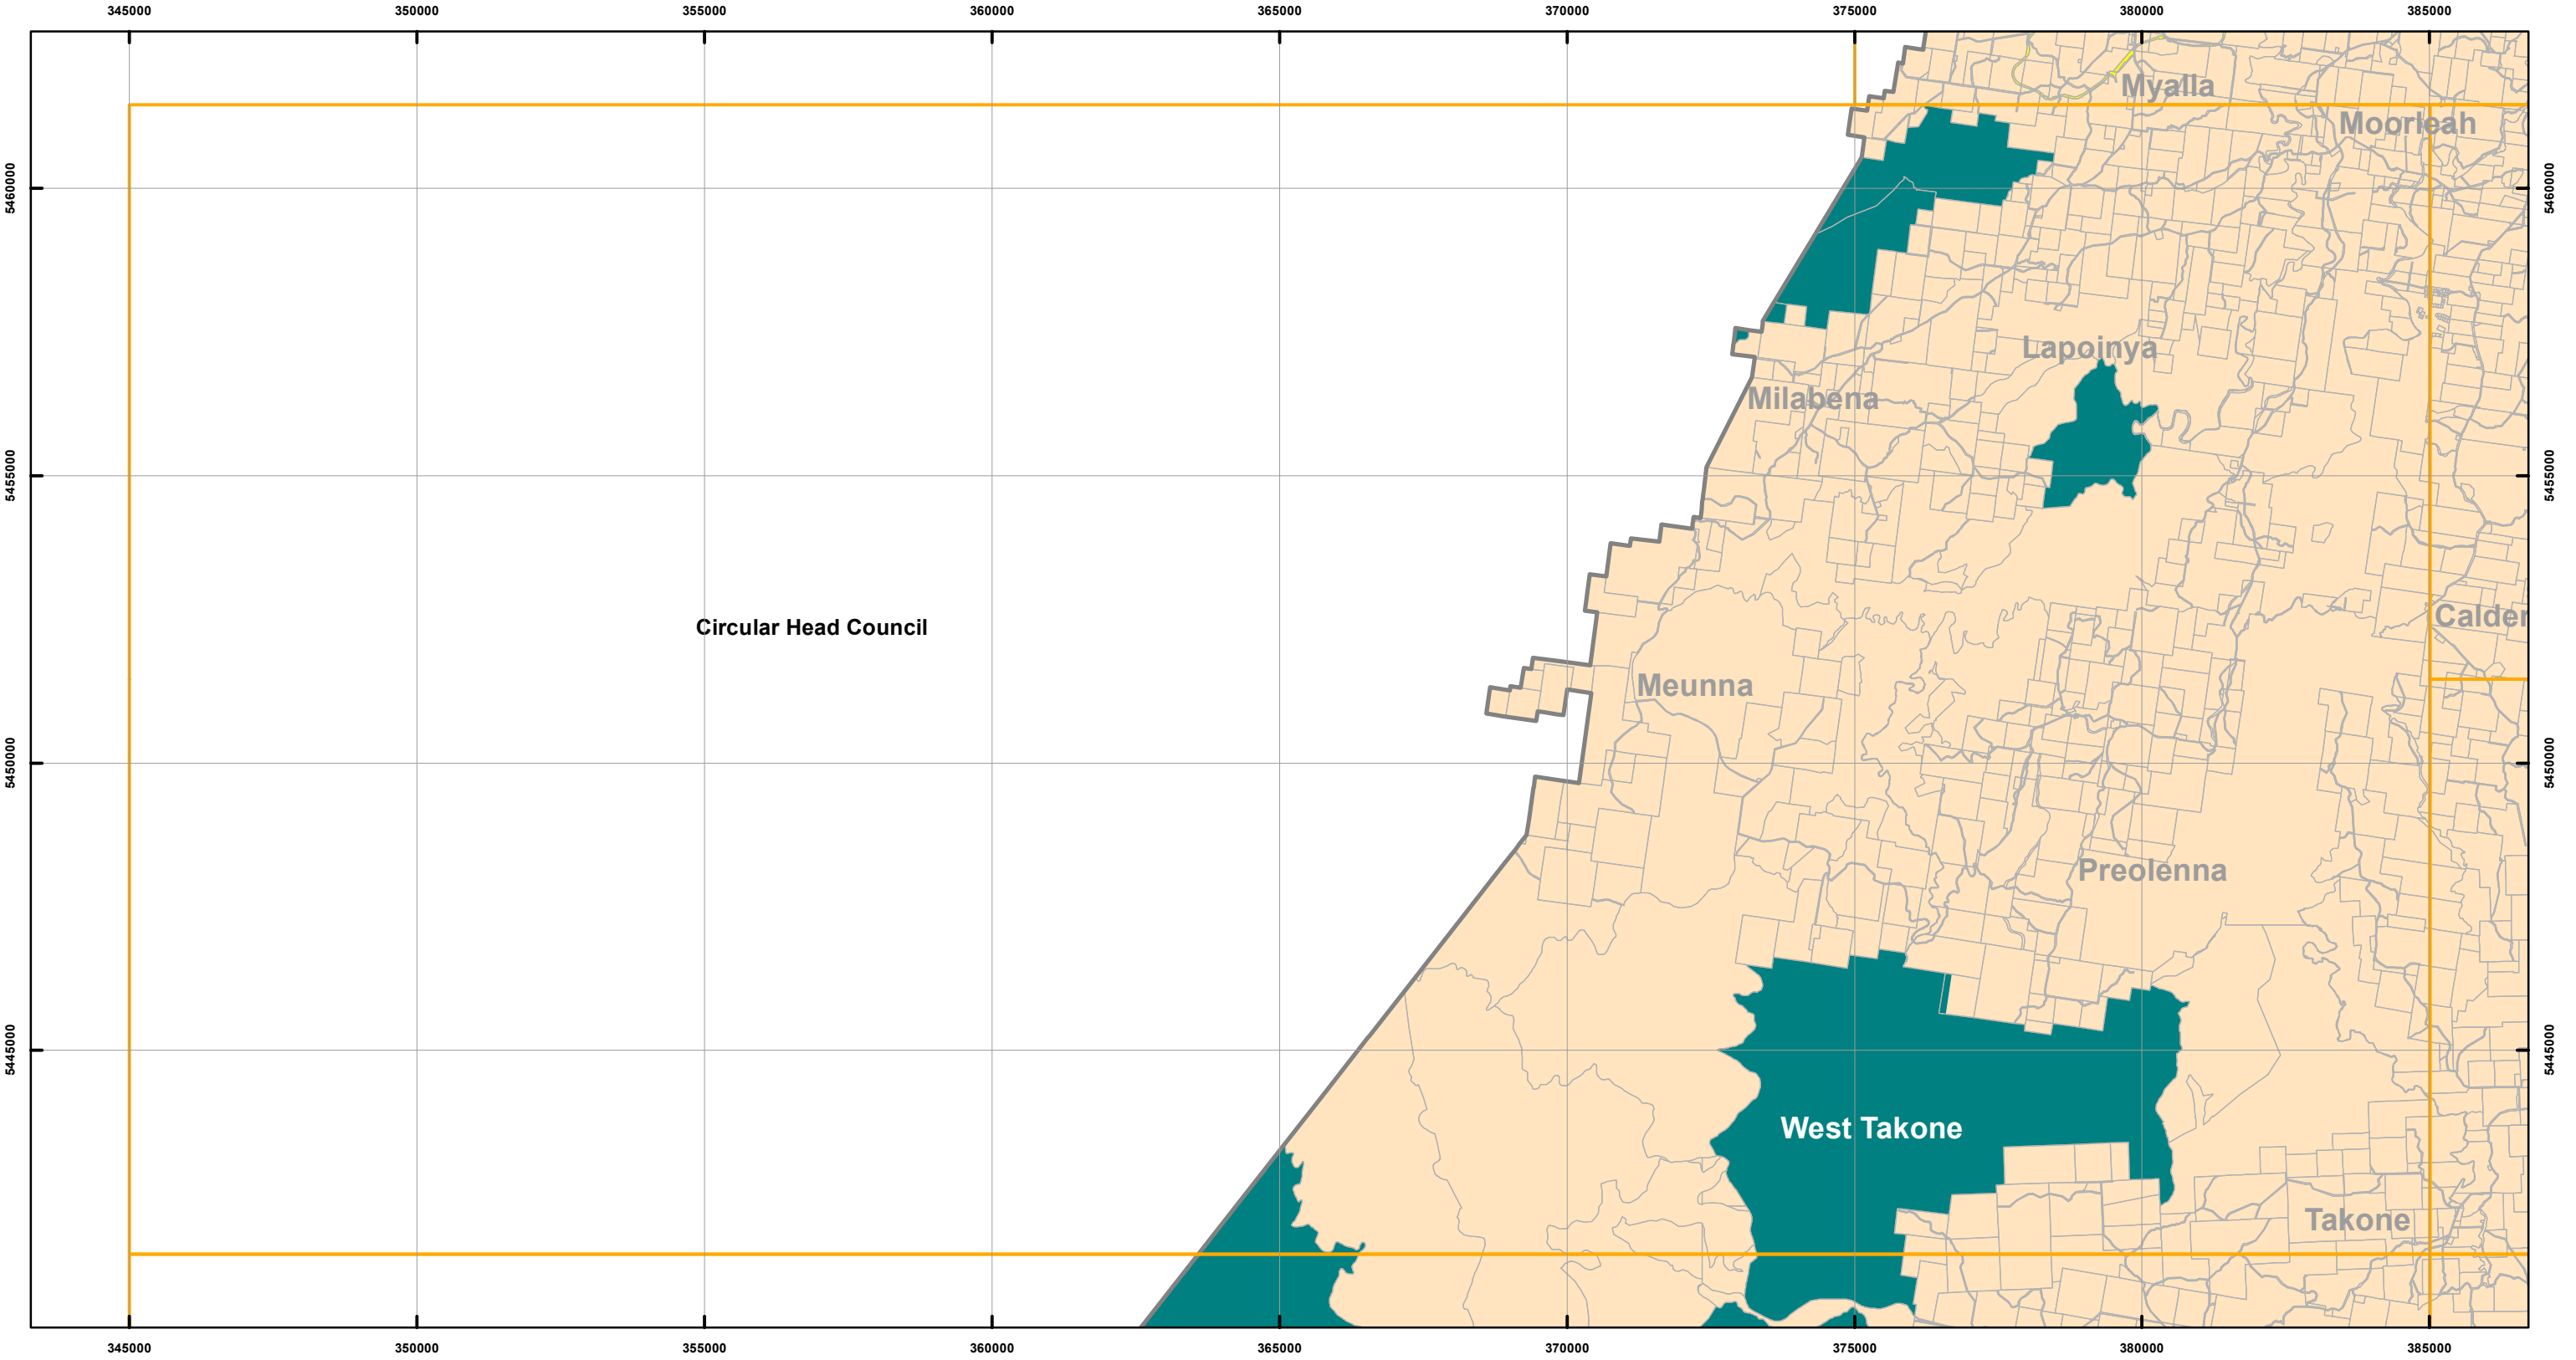 345000 350000 355000 360000 365000 370000 375000 380000 385000
Myalla
Moorleah
5460000 5460000
Lapoinya
Milabena
5455000 5455000
Circular Head Council
Calder
Meunna
5450000 5450000
Preolenna
5445000 5445000
West Takone
Takone
345000 350000 355000 360000 365000 370000 375000 380000 385000